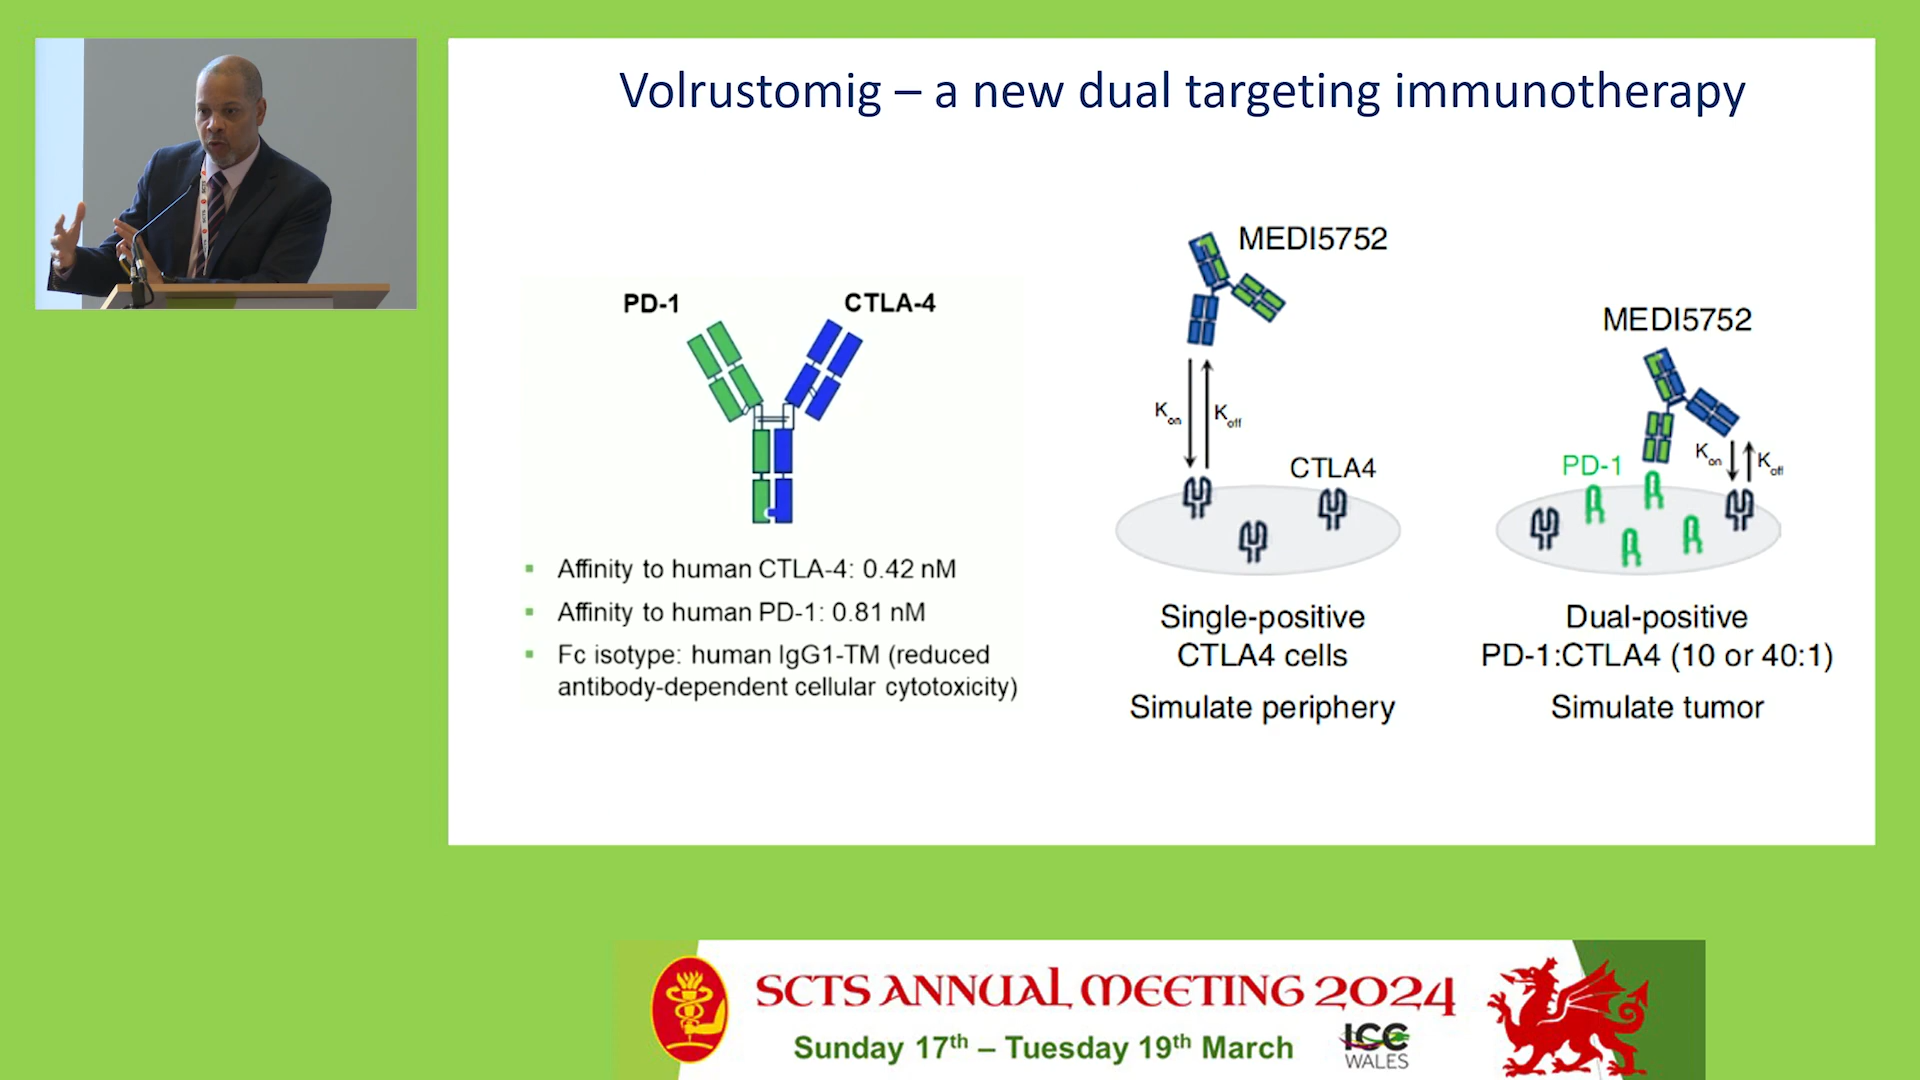 Volrustomig – a new dual targeting immunotherapy
PD-1
CTLA-4
▪ Affinity to human CTLA-4: 0.42 nM
▪ Affinity to human PD-1: 0.81 nM
▪ Fc isotype: human IgG1-TM (reduced
antibody-dependent cellular cytotoxicity)
MEDI5752
Kon
Koff
CTLA4
Single-positive
CTLA4 cells
Simulate periphery
MEDI5752
PD-1
Kon
Koff
Dual-positive
PD-1:CTLA4 (10 or 40:1)
Simulate tumor
SCTS
SCTS
SCTS ANNUAL MEETING 2024
Sunday 17th – Tuesday 19th March
ICC
WALES